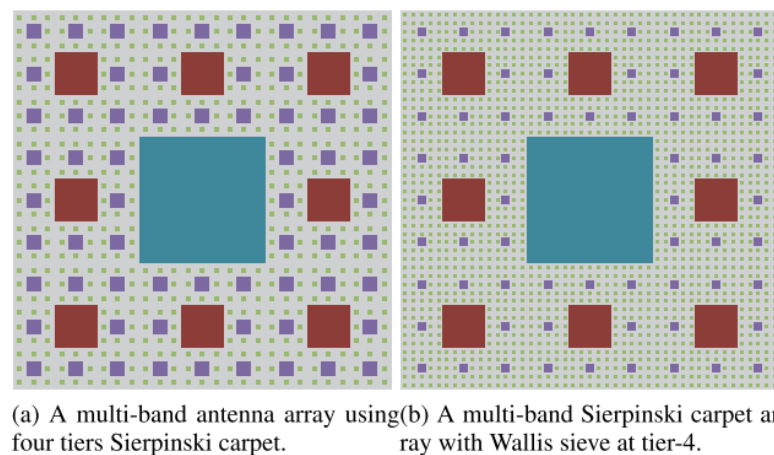 (a) A multi-band antenna array using
four tiers Sierpinski carpet.
(b) A multi-band Sierpinski carpet ar
ray with Wallis sieve at tier-4.